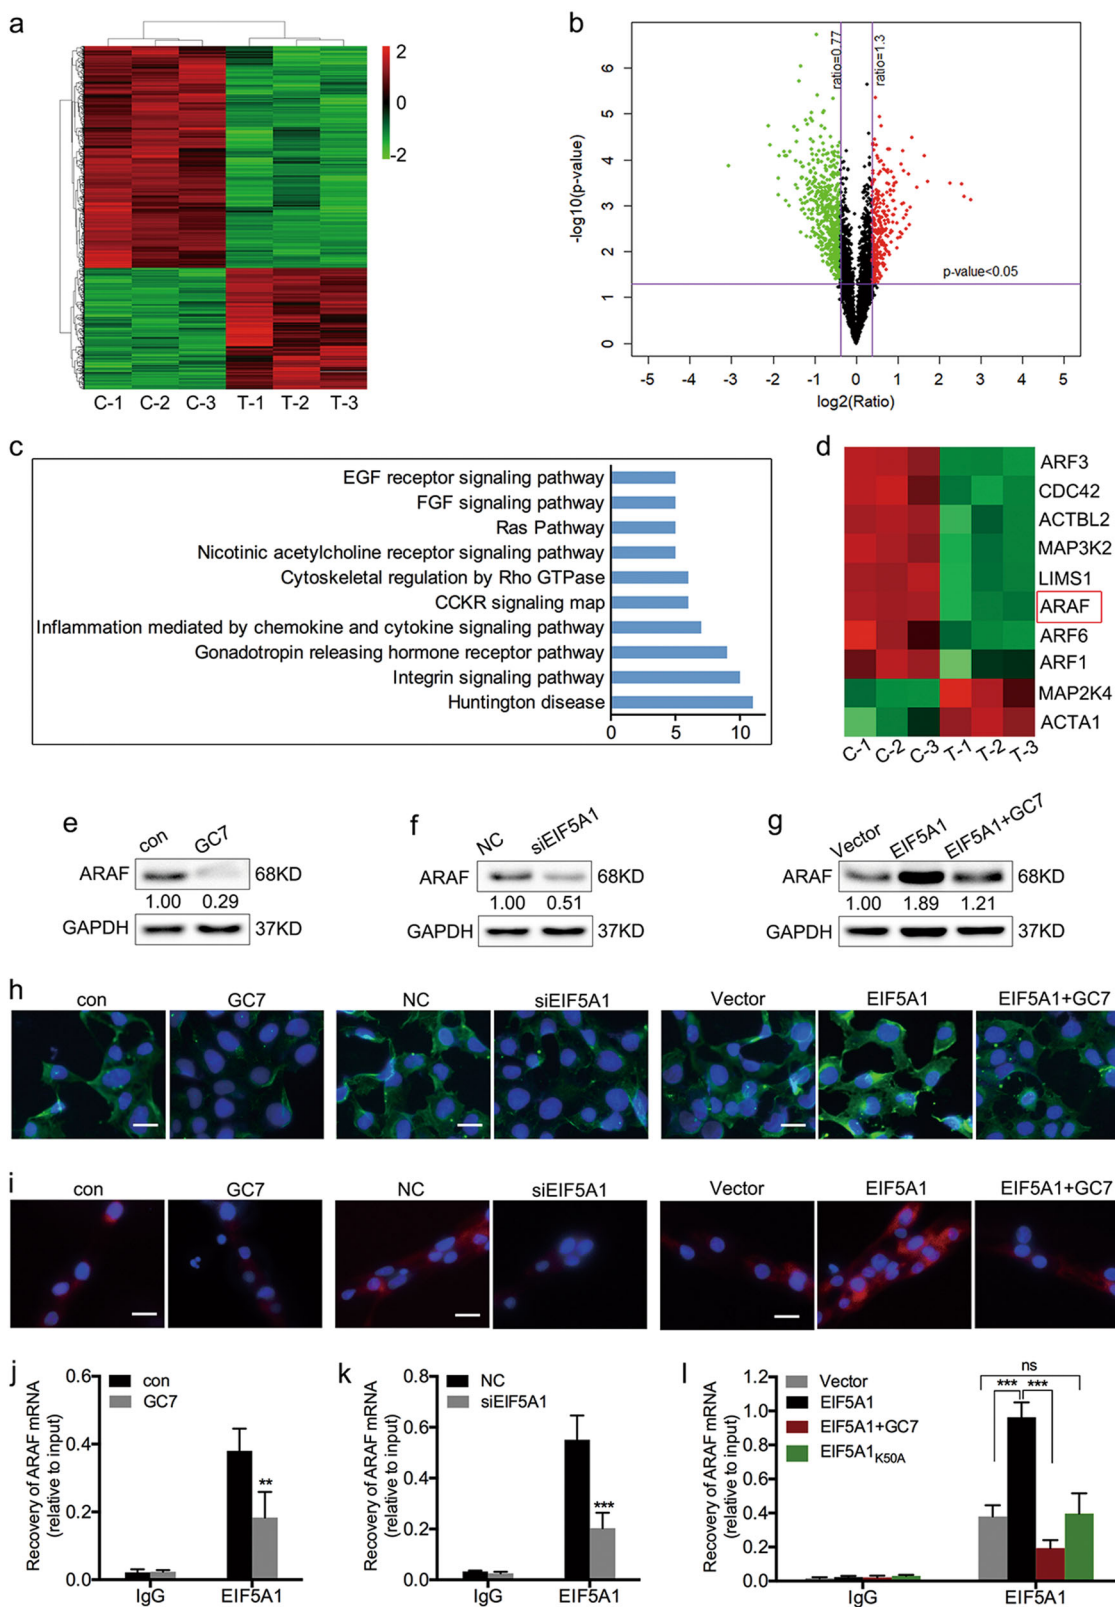 a
2
0
-2
C-1 C-2 C-3 T-1 T-2 T-3
b
ratio=0.77
ratio=1.3
-log10(p-value)
6
5
4
3
2
1
0
p-value<0.05
-5 -4 -3 -2 -1 0 1 2 3 4 5
log2(Ratio)
c
EGF receptor signaling pathway
FGF signaling pathway
Ras Pathway
Nicotinic acetylcholine receptor signaling pathway
Cytoskeletal regulation by Rho GTPase
CCKR signaling map
Inflammation mediated by chemokine and cytokine signaling pathway
Gonadotropin releasing hormone receptor pathway
Integrin signaling pathway
Huntington disease
0 5 10
d
ARF3
CDC42
ACTBL2
MAP3K2
LIMS1
ARAF
ARF6
ARF1
MAP2K4
ACTA1
C-1 C-2 C-3 T-1 T-2 T-3
e
con GC7
ARAF 68KD
1.00 0.29
GAPDH 37KD
f
NC siEIF5A1
ARAF 68KD
1.00 0.51
GAPDH 37KD
g
Vector EIF5A1 EIF5A1+GC7
ARAF 68KD
1.00 1.89 1.21
GAPDH 37KD
h
con GC7 NC siEIF5A1 Vector EIF5A1 EIF5A1+GC7
i
con GC7 NC siEIF5A1 Vector EIF5A1 EIF5A1+GC7
j
Recovery of ARAF mRNA
(relative to input)
0.6
0.4
0.2
0.0
con
GC7
**
IgG EIF5A1
k
Recovery of ARAF mRNA
(relative to input)
0.8
0.6
0.4
0.2
0.0
NC
siEIF5A1
***
IgG EIF5A1
l
Recovery of ARAF mRNA
(relative to input)
1.2
1.0
0.8
0.6
0.4
0.2
0.0
Vector
EIF5A1
EIF5A1+GC7
EIF5A1K50A
ns
*** ***
IgG EIF5A1